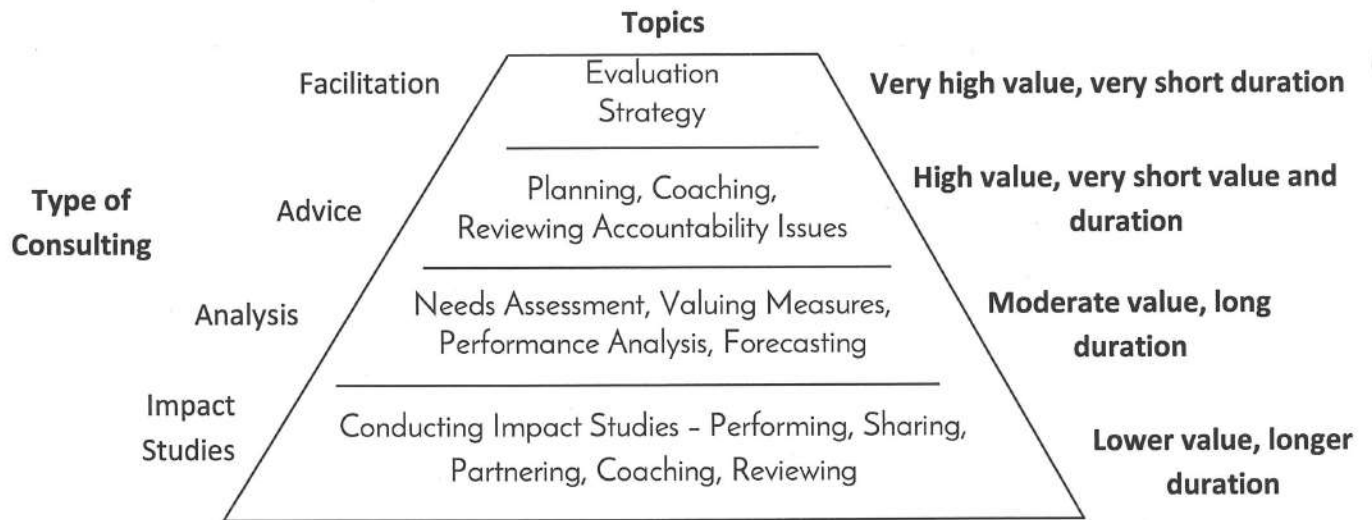 Topics
Facilitation
Evaluation
Strategy
Very high value, very short duration
Type of
Consulting
Advice
Planning, Coaching,
Reviewing Accountability Issues
High value, very short value and
duration
Analysis
Needs Assessment, Valuing Measures,
Performance Analysis, Forecasting
Moderate value, long
duration
Impact
Studies
Conducting Impact Studies – Performing, Sharing,
Partnering, Coaching, Reviewing
Lower value, longer
duration